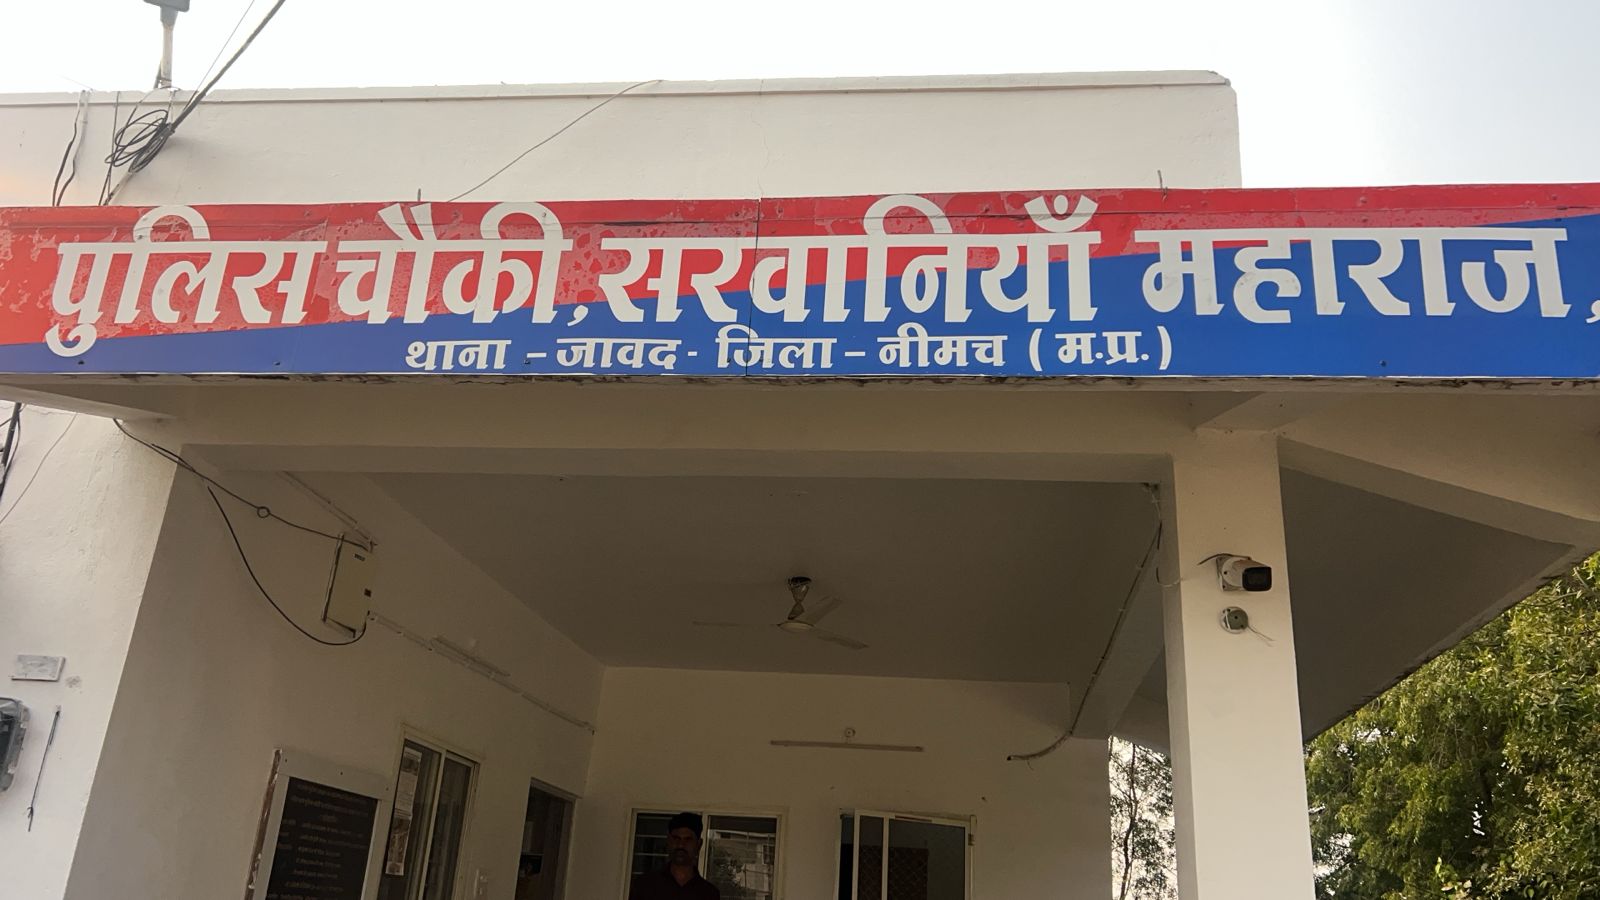 पुलिस चौकी, सरवानियाँ महाराज,
थाना - जावद - जिला - नीमच ( म.प्र. )